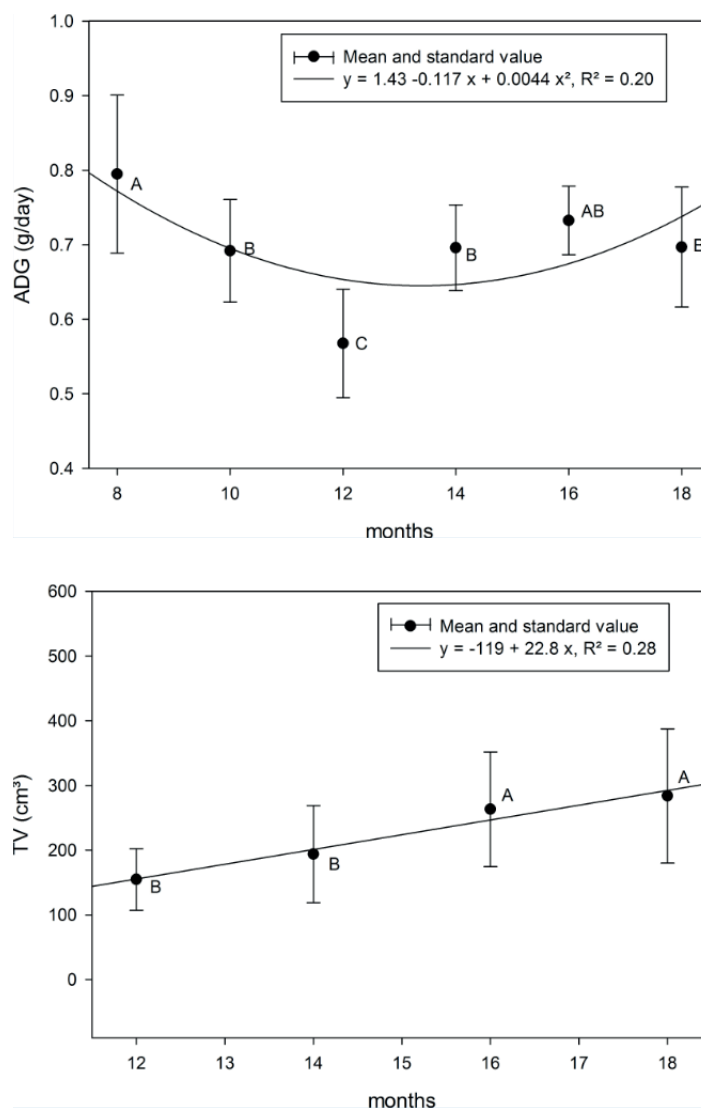 1.0
Mean and standard value
y = 1.43 -0.117 x + 0.0044 x², R² = 0.20
0.9
A
0.8
AB
B
B
B
0.7
ADG (g/day)
0.6
C
0.5
0.4
8 10 12 14 16 18
months
600
Mean and standard value
y = -119 + 22.8 x, R² = 0.28
500
400
A
A
300
TV (cm³)
200
B
B
100
0
12 13 14 15 16 17 18
months